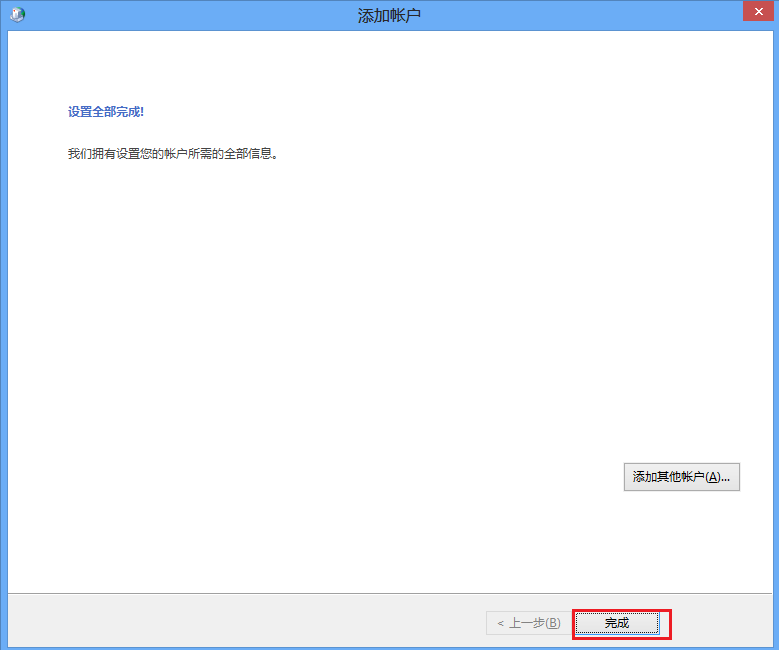 添加帐户
设置全部完成!
我们拥有设置您的帐户所需的全部信息。
添加其他帐户(A)...
< 上一步(B)
完成